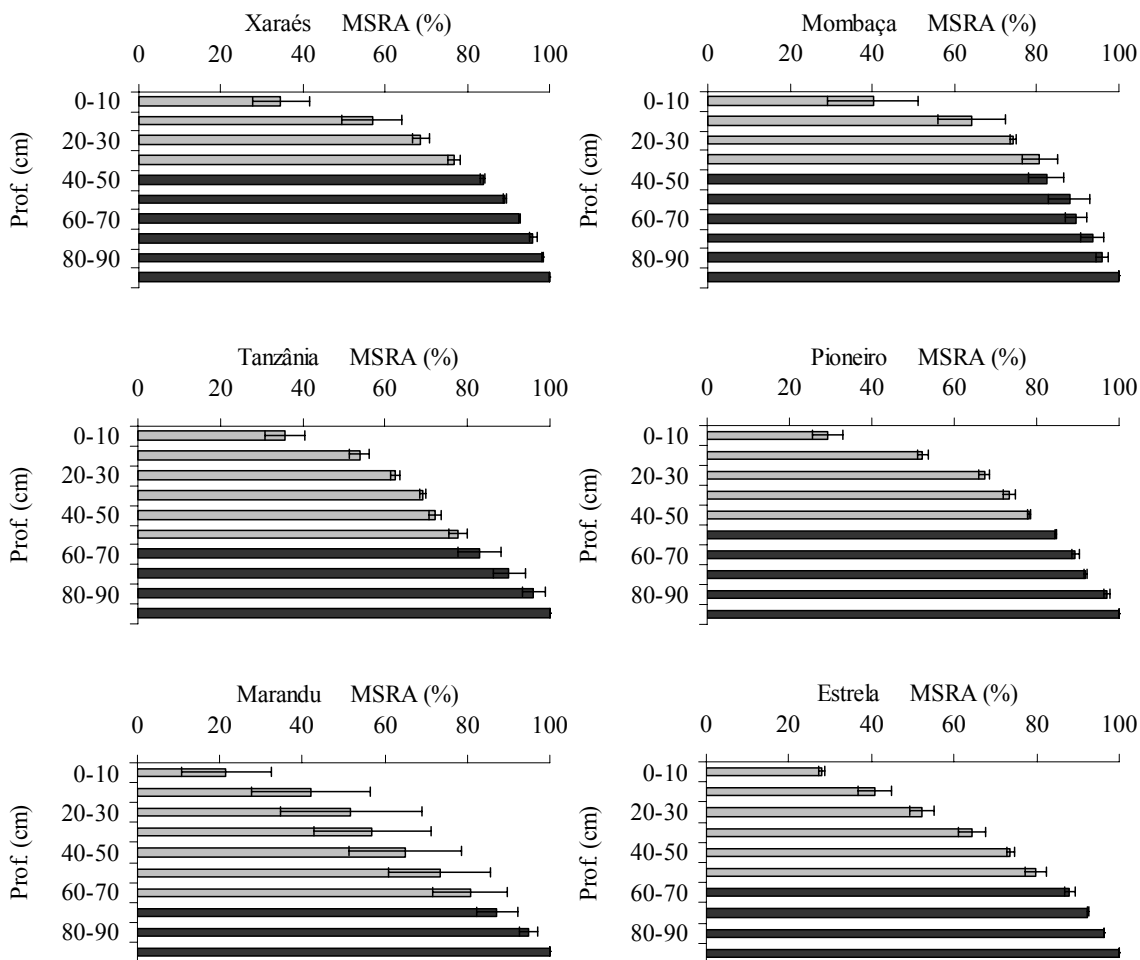 Xaraés MSRA (%)
0 20 40 60 80 100
Prof. (cm)
0-10
20-30
40-50
60-70
80-90
Mombaça MSRA (%)
0 20 40 60 80 100
Prof. (cm)
0-10
20-30
40-50
60-70
80-90
Tanzânia MSRA (%)
0 20 40 60 80 100
Prof. (cm)
0-10
20-30
40-50
60-70
80-90
Pioneiro MSRA (%)
0 20 40 60 80 100
Prof. (cm)
0-10
20-30
40-50
60-70
80-90
Marandu MSRA (%)
0 20 40 60 80 100
Prof. (cm)
0-10
20-30
40-50
60-70
80-90
Estrela MSRA (%)
0 20 40 60 80 100
Prof. (cm)
0-10
20-30
40-50
60-70
80-90